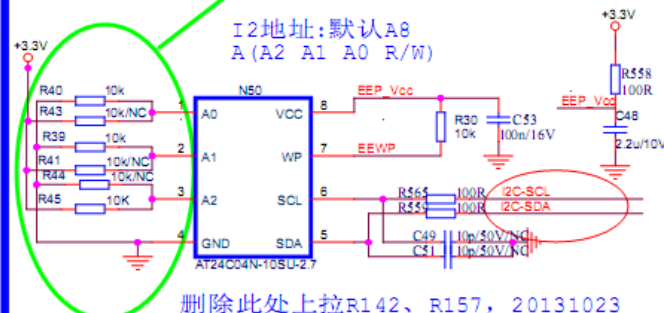 I2地址:默认A8
A(A2 A1 A0 R/W)
+3.3V
+3.3V
R40 10k
R43 10k/NC
R39 10k
R41 10k/NC
R44 10k/NC
R45 10K
N50
1 A0 VCC 8
2 A1 WP 7
3 A2 SCL 6
4 GND SDA 5
AT24C04N-10SU-2.7
EEP_Vcc
R30
10k
C53
100n/16V
EEWP
R558
100R
EEP_Vcc
C48
2.2u/10V
R565 100R I2C-SCL
R559 100R I2C-SDA
C49 10p/50V/NC
C51 10p/50V/NC
删除此处上拉R142、R157，20131023